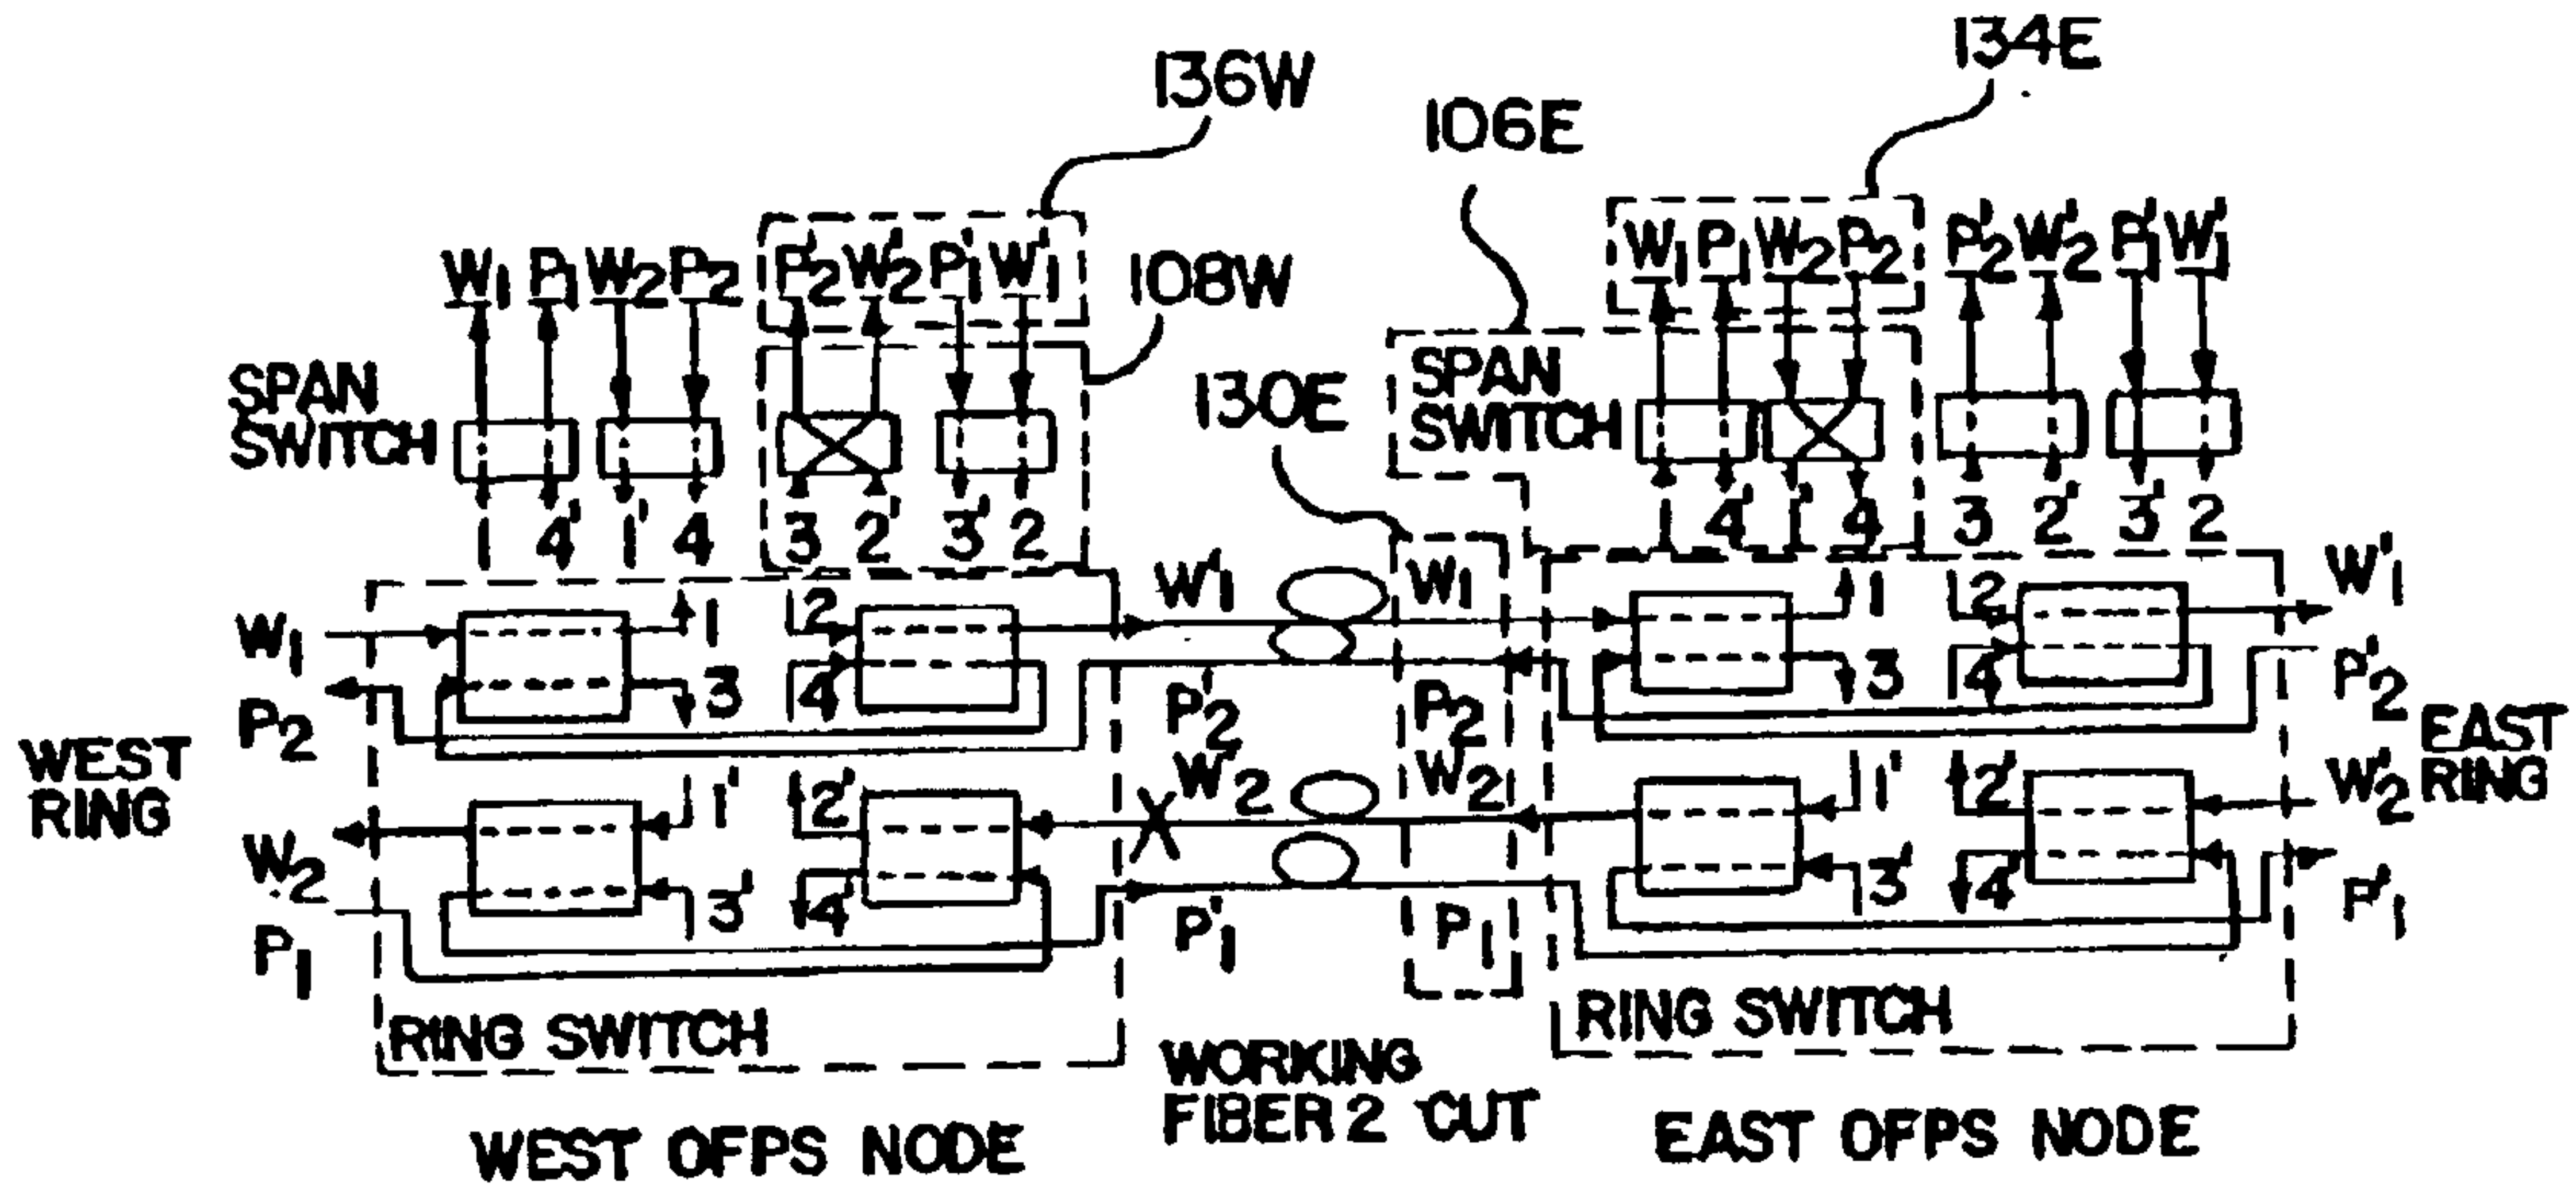 136W
134E
106E
W1 P1 W2 P2 P'2 W'2 P'1 W'1
108W
W1 P1 W2 P2 P'2 W'2 P'1 W'1
130E
SPAN
SWITCH
SPAN
SWITCH
1 4' 1' 4 3 2' 3' 2
1 4' 1' 4 3 2' 3' 2
W1 1 2 W'1 W1 1 2 W'1
P2 3 4 P'2 P2 3 4 P'2
WEST
RING
EAST
RING
W2 1' 2' W'2 W2 1' 2' W'2
P1 3' 4' P'1 P1 3' 4' P'1
RING SWITCH
RING SWITCH
WORKING
FIBER 2 CUT
WEST OFPS NODE
EAST OFPS NODE